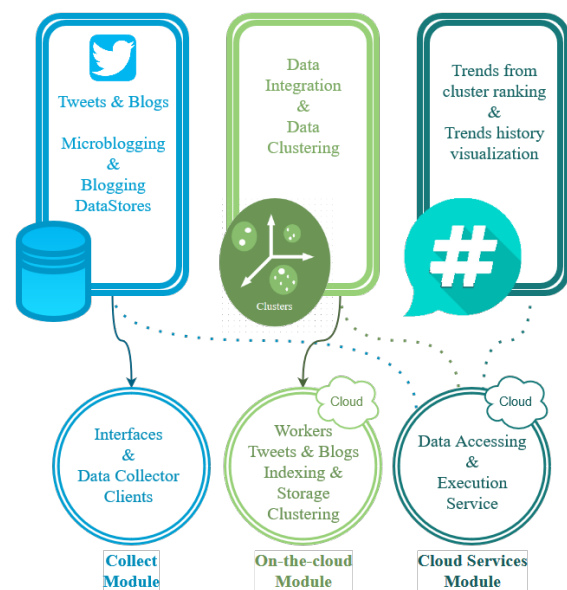 Tweets & Blogs
Microblogging
&
Blogging
DataStores
Data
Integration
&
Data
Clustering
Clusters
Trends from
cluster ranking
&
Trends history
visualization
#
Interfaces
&
Data Collector
Clients
Cloud
Workers
Tweets & Blogs
Indexing &
Storage
Clustering
Cloud
Data Accessing
&
Execution
Service
Collect
Module
On-the-cloud
Module
Cloud Services
Module